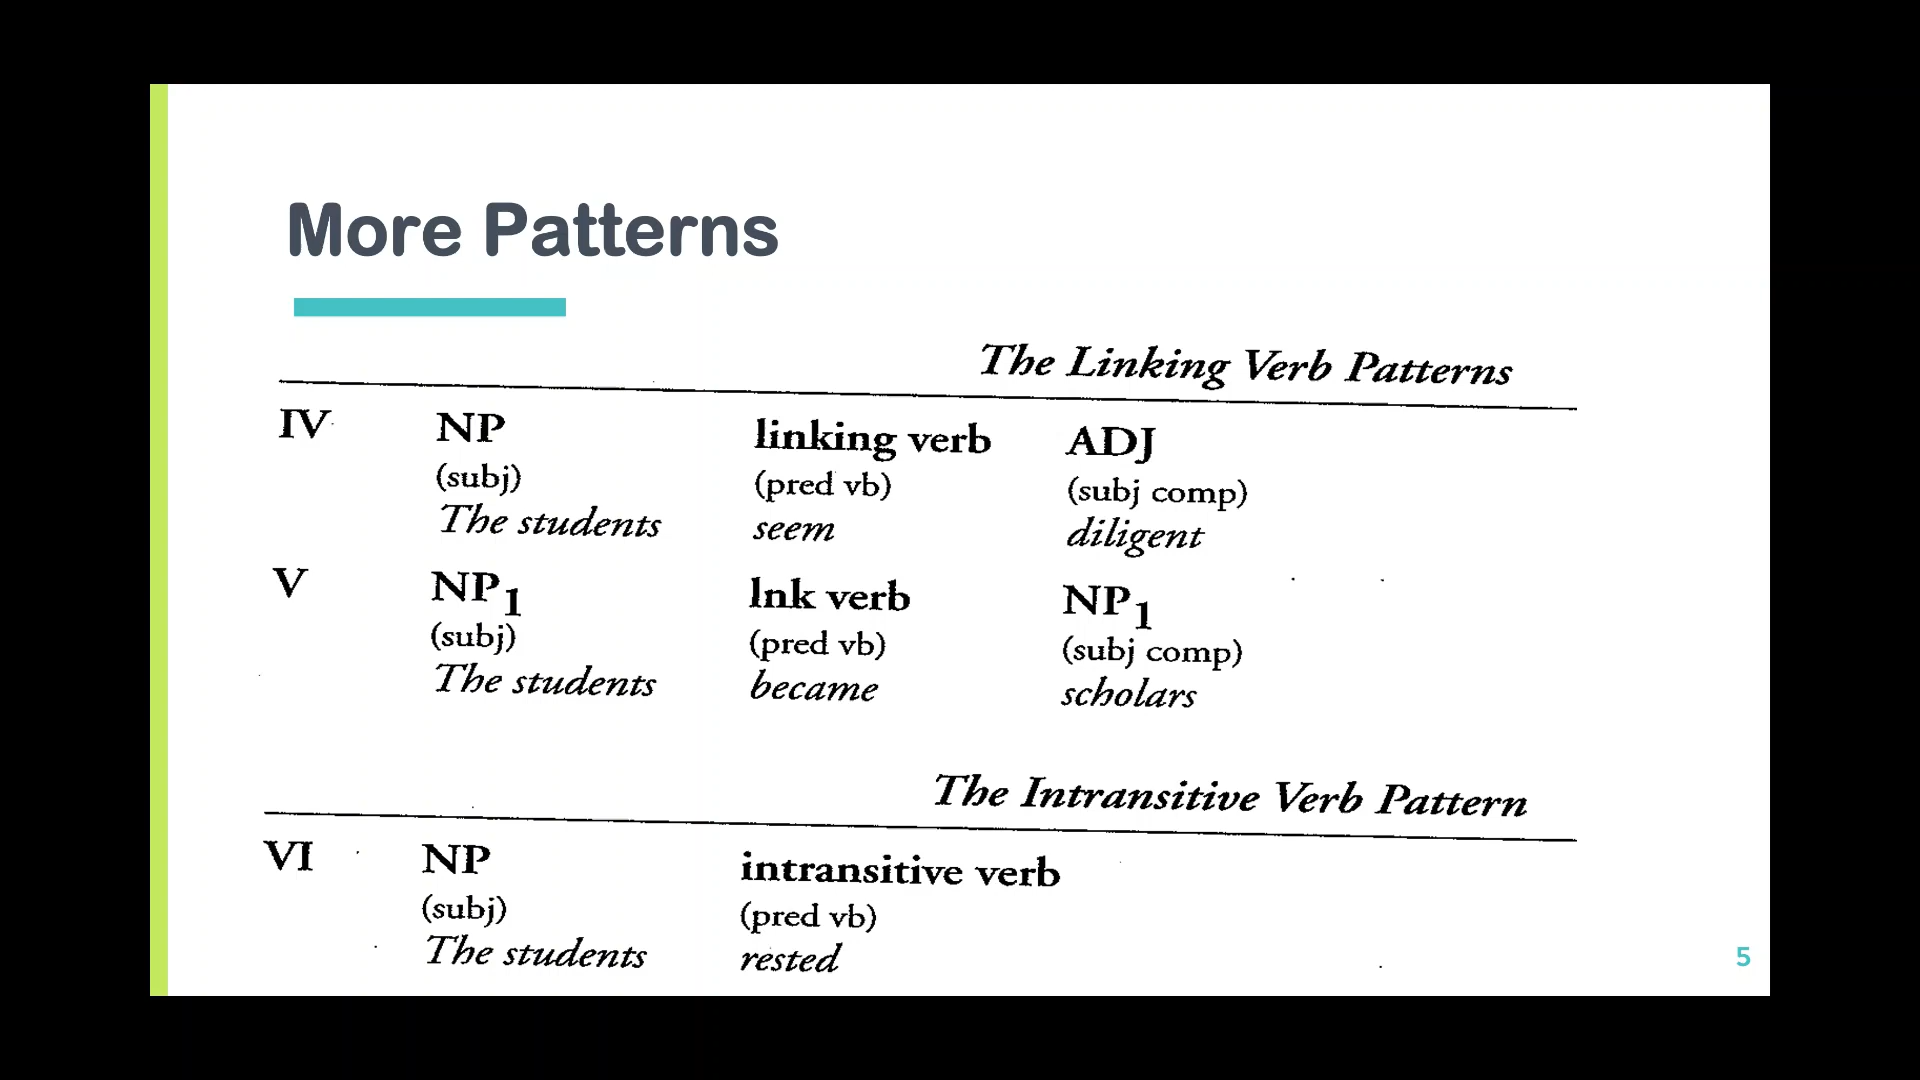 More Patterns
The Linking Verb Patterns
IV NP linking verb ADJ
(subj) (pred vb) (subj comp)
The students seem diligent
V NP1 lnk verb NP1
(subj) (pred vb) (subj comp)
The students became scholars
The Intransitive Verb Pattern
VI NP intransitive verb
(subj) (pred vb)
The students rested
5